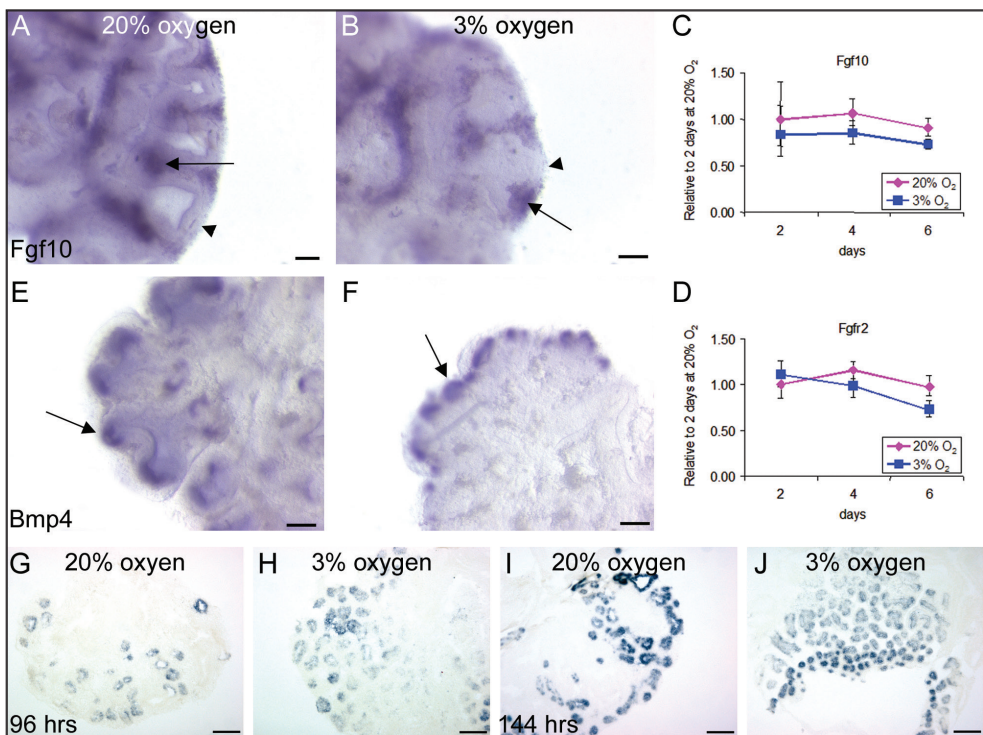 A 20% oxygen
B 3% oxygen
Fgf10
C
Fgf10
Relative to 2 days at 20% O2
1.50
1.00
0.50
0.00
20% O2
3% O2
2 4 6
days
E
F
Bmp4
D
Fgfr2
Relative to 2 days at 20% O2
1.50
1.00
0.50
0.00
20% O2
3% O2
2 4 6
days
G 20% oxyen
H 3% oxygen
I 20% oxygen
J 3% oxygen
96 hrs
144 hrs